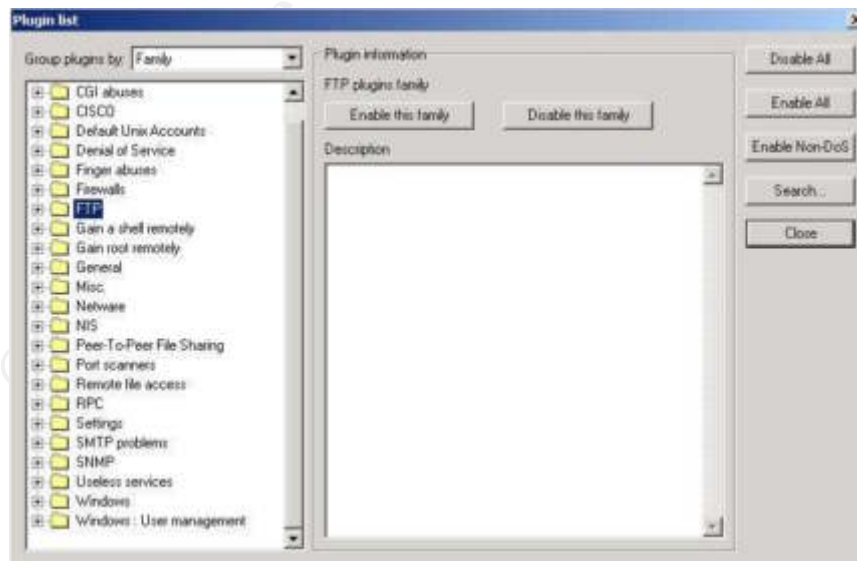 Plugin list
Group plugins by: Family
CGI abuses
CISCO
Default Unix Accounts
Denial of Service
Finger abuses
Firewalls
FTP
Gain a shell remotely
Gain root remotely
General
Misc.
Netware
NIS
Peer-To-Peer File Sharing
Port scanners
Remote file access
RPC
Settings
SMTP problems
SNMP
Useless services
Windows
Windows : User management
Plugin information
FTP plugins family
Enable this family
Disable this family
Description
Disable All
Enable All
Enable Non-DoS
Search...
Close